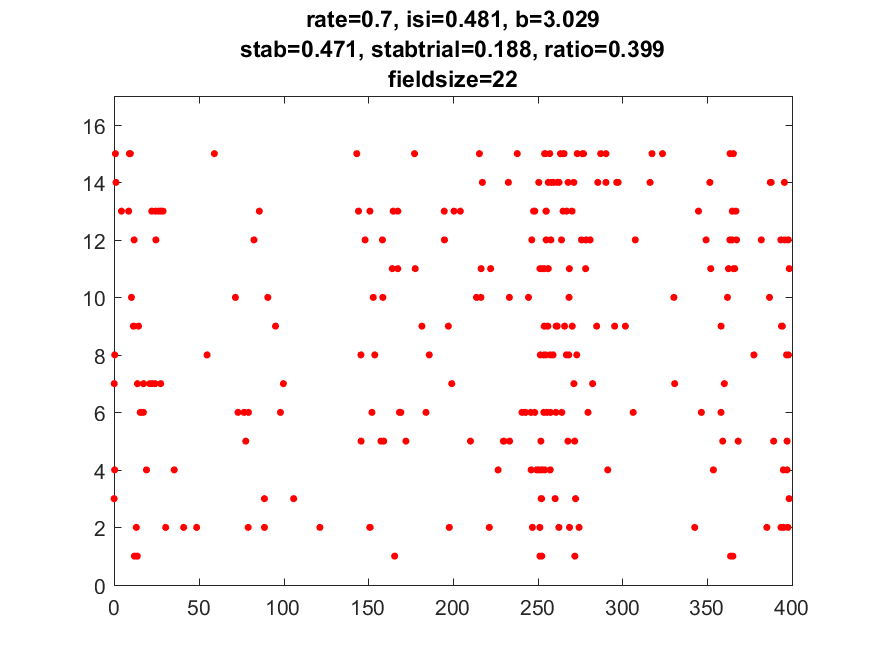 rate=0.7, isi=0.481, b=3.029
stab=0.471, stabtrial=0.188, ratio=0.399
fieldsize=22
16
14
12
10
8
6
4
2
0
0 50 100 150 200 250 300 350 400